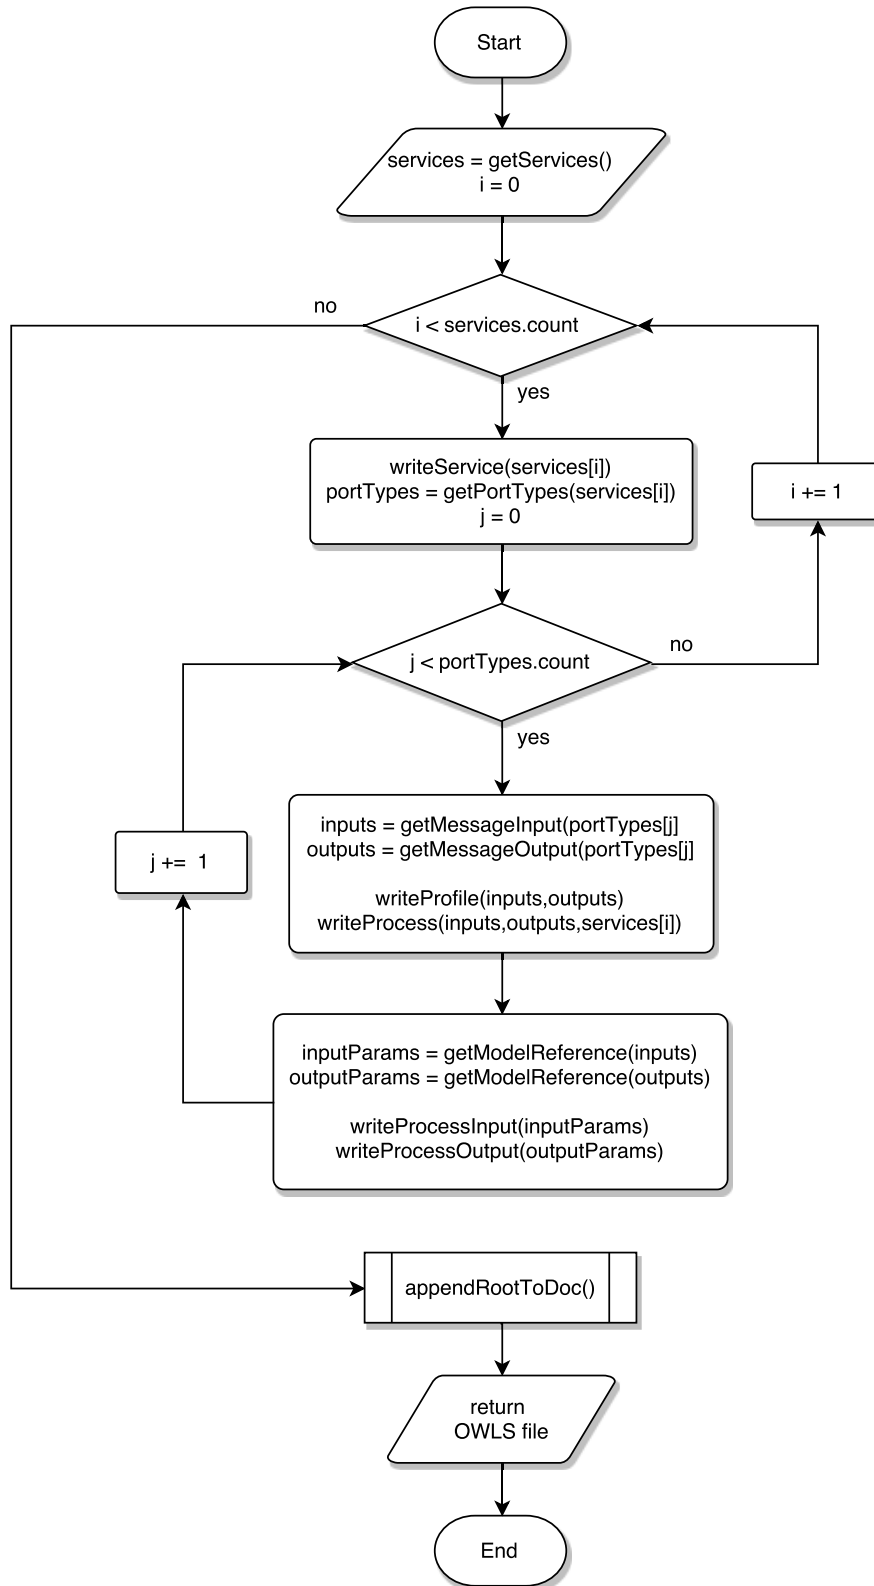 Start
services = getServices()
i = 0
no
i < services.count
yes
writeService(services[i])
portTypes = getPortTypes(services[i])
j = 0
i += 1
j < portTypes.count
no
yes
inputs = getMessageInput(portTypes[j]
outputs = getMessageOutput(portTypes[j]
writeProfile(inputs,outputs)
writeProcess(inputs,outputs,services[i])
j +=  1
inputParams = getModelReference(inputs)
outputParams = getModelReference(outputs)
writeProcessInput(inputParams)
writeProcessOutput(outputParams)
appendRootToDoc()
return
OWLS file
End